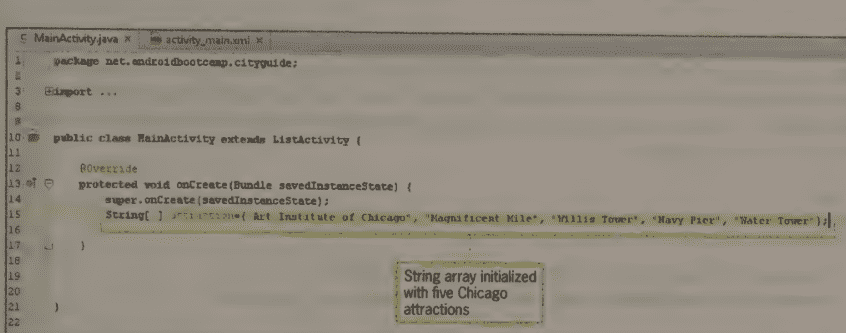 MainActivity.java × activity_main.xml ×
1 package net.androidbootcamp.cityguide;
2
3 import ...
8
9
10 public class MainActivity extends ListActivity {
11
12 @Override
13 protected void onCreate(Bundle savedInstanceState) {
14 super.onCreate(savedInstanceState);
15 String[ ] attraction={ Art Institute of Chicago", "Magnificent Mile", "Willis Tower", "Navy Pier", "Water Tower"};
16
17 }
18
19
20
21 }
22
String array initialized
with five Chicago
attractions